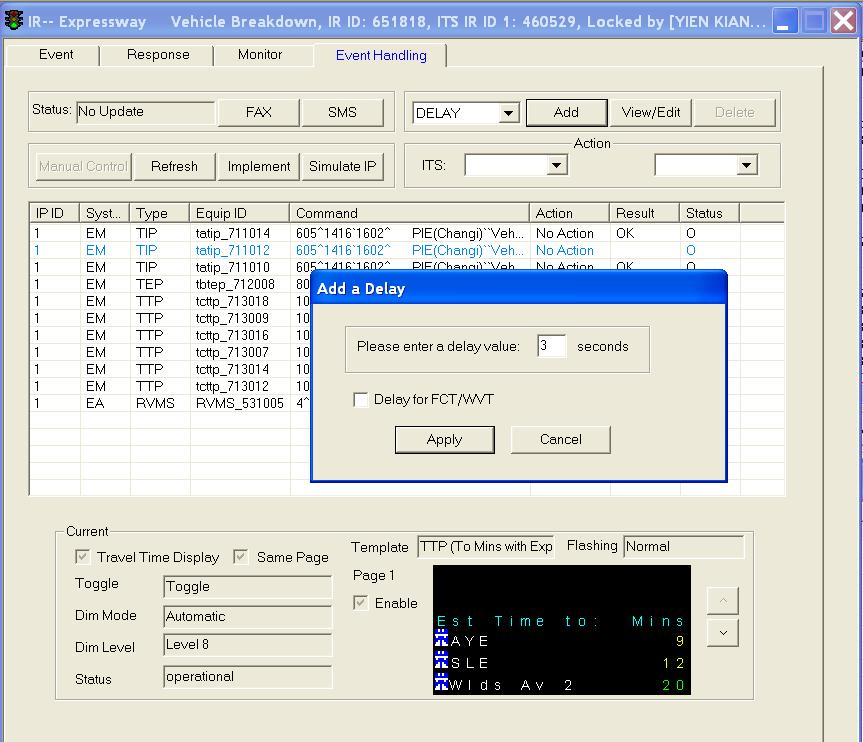 IR-- Expressway Vehicle Breakdown, IR ID: 651818, ITS IR ID 1: 460529, Locked by [YIEN KIAN...
Event Response Monitor Event Handling
Status: No Update FAX SMS DELAY Add View/Edit Delete
Action
Manual Control Refresh Implement Simulate IP ITS:
IP ID Syst... Type Equip ID Command Action Result Status
1 EM TIP tatip_711014 605^1416`1602^ PIE(Changi)``Veh... No Action OK O
1 EM TIP tatip_711012 605^1416`1602^ PIE(Changi)``Veh... No Action O
1 EM TIP tatip_711010 605^1416`1602^ PIE(Changi)``Veh... No Action OK O
1 EM TEP tbtep_712008 80
1 EM TTP tcttp_713018 10
1 EM TTP tcttp_713009 10
1 EM TTP tcttp_713016 10
1 EM TTP tcttp_713007 10
1 EM TTP tcttp_713014 10
1 EM TTP tcttp_713012 10
1 EA RVMS RVMS_531005 4^
Add a Delay
Please enter a delay value: 3 seconds
Delay for FCT/WVT
Apply Cancel
Current
Travel Time Display Same Page Template TTP (To Mins with Exp Flashing Normal
Toggle Toggle
Dim Mode Automatic
Dim Level Level 8
Status operational
Page 1
Enable
Est Time to: Mins
AYE 9
SLE 12
Wlds Av 2 20